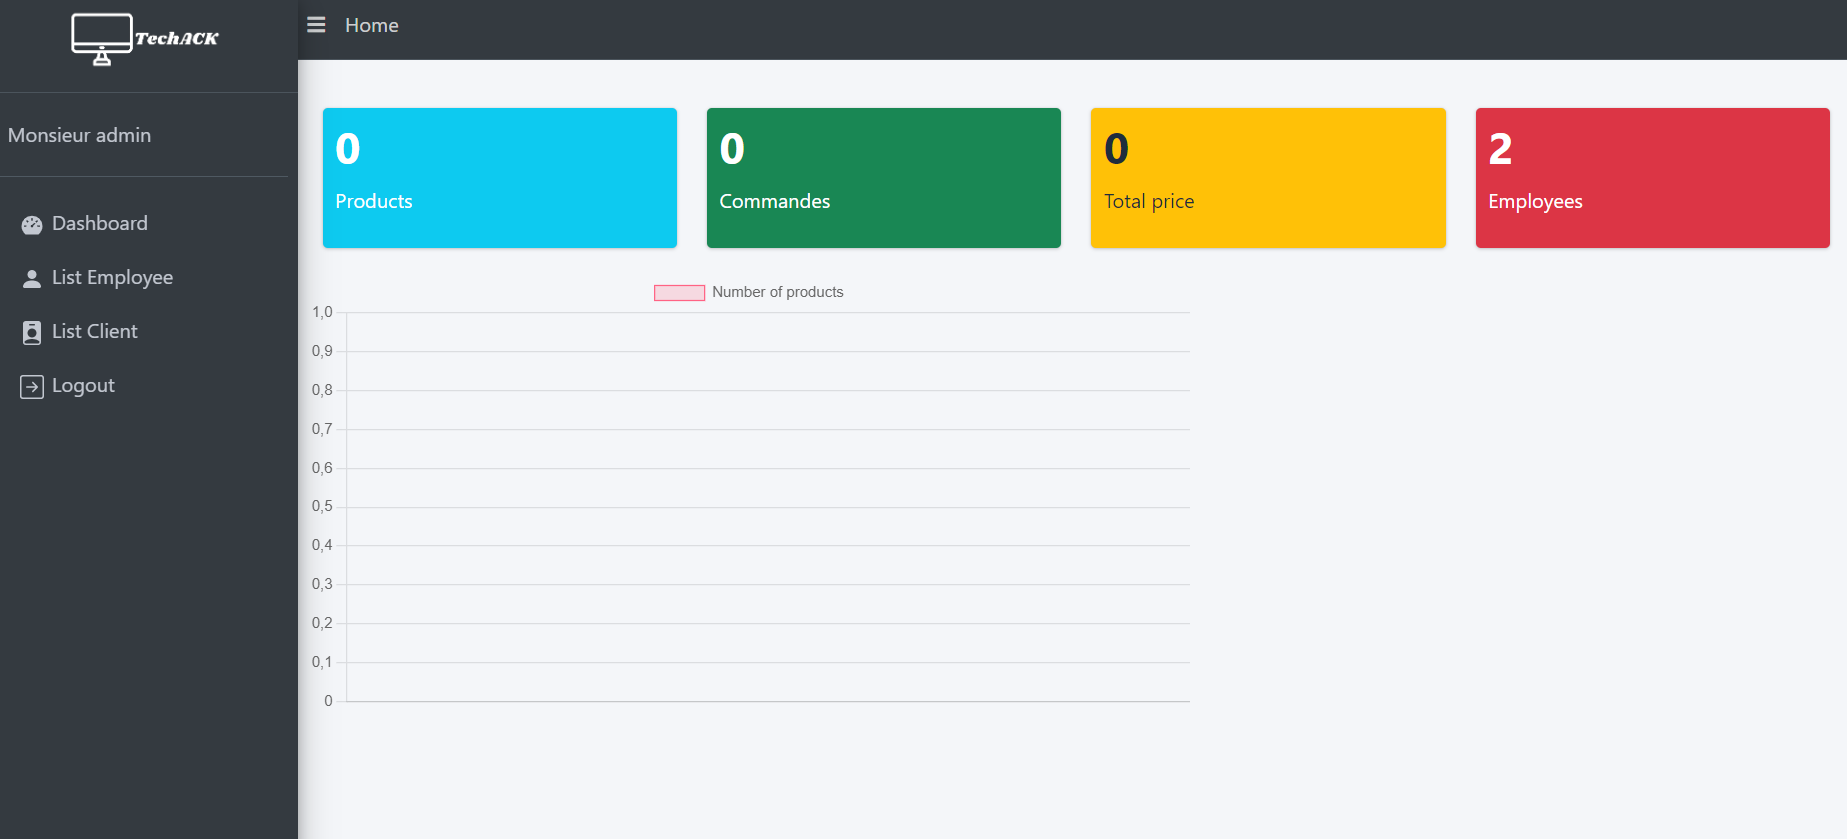 TechACK
Home
Monsieur admin
Dashboard
List Employee
List Client
Logout
0
Products
0
Commandes
0
Total price
2
Employees
Number of products
1,0
0,9
0,8
0,7
0,6
0,5
0,4
0,3
0,2
0,1
0